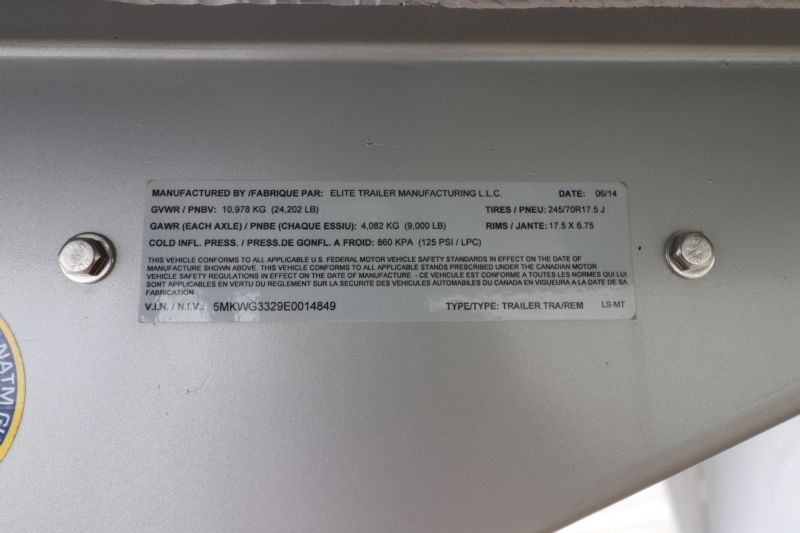 MANUFACTURED BY /FABRIQUE PAR: ELITE TRAILER MANUFACTURING L.L.C. DATE: 06/14
GVWR / PNBV: 10,978 KG (24,202 LB) TIRES / PNEU: 245/70R17.5 J
GAWR (EACH AXLE) / PNBE (CHAQUE ESSIU): 4,082 KG (9,000 LB) RIMS / JANTE: 17.5 X 6.75
COLD INFL. PRESS. / PRESS.DE GONFL. A FROID: 860 KPA (125 PSI / LPC)
THIS VEHICLE CONFORMS TO ALL APPLICABLE U.S. FEDERAL MOTOR VEHICLE SAFETY STANDARDS IN EFFECT ON THE DATE OF
MANUFACTURE SHOWN ABOVE. THIS VEHICLE CONFORMS TO ALL APPLICABLE STANDS PRESCRIBED UNDER THE CANADIAN MOTOR
VEHICLE SAFETY REGULATIONS IN EFFECT ON THE DATE OF MANUFACTURE. - CE VEHICULE EST CONFORME A TOUTES LES NORMES QUI LUI
SONT APPLICABLES EN VERTU DU REGLEMENT SUR LA SECURITE DES VEHICULES AUTOMOBILES DU CANADA EN VIGUEURA A LA DATE DE SA
FABRICATION
V.I.N. / N.I.V.: 5MKWG3329E0014849 TYPE/TYPE: TRAILER TRA/REM LS-MT
NATM